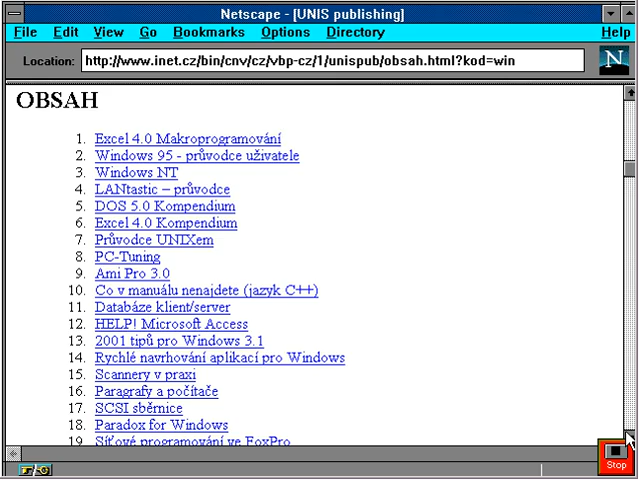 Netscape - [UNIS publishing]
File Edit View Go Bookmarks Options Directory Help
Location: http://www.inet.cz/bin/cnv/cz/vbp-cz/1/unispub/obsah.html?kod=win
N
OBSAH
1. Excel 4.0 Makroprogramování
2. Windows 95 - průvodce uživatele
3. Windows NT
4. LANtastic – průvodce
5. DOS 5.0 Kompendium
6. Excel 4.0 Kompendium
7. Průvodce UNIXem
8. PC-Tuning
9. Ami Pro 3.0
10. Co v manuálu nenajdete (jazyk C++)
11. Databáze klient/server
12. HELP! Microsoft Access
13. 2001 tipů pro Windows 3.1
14. Rychlé navrhování aplikací pro Windows
15. Scannery v praxi
16. Paragrafy a počítače
17. SCSI sběrnice
18. Paradox for Windows
19. Síťové programování ve FoxPro
Stop